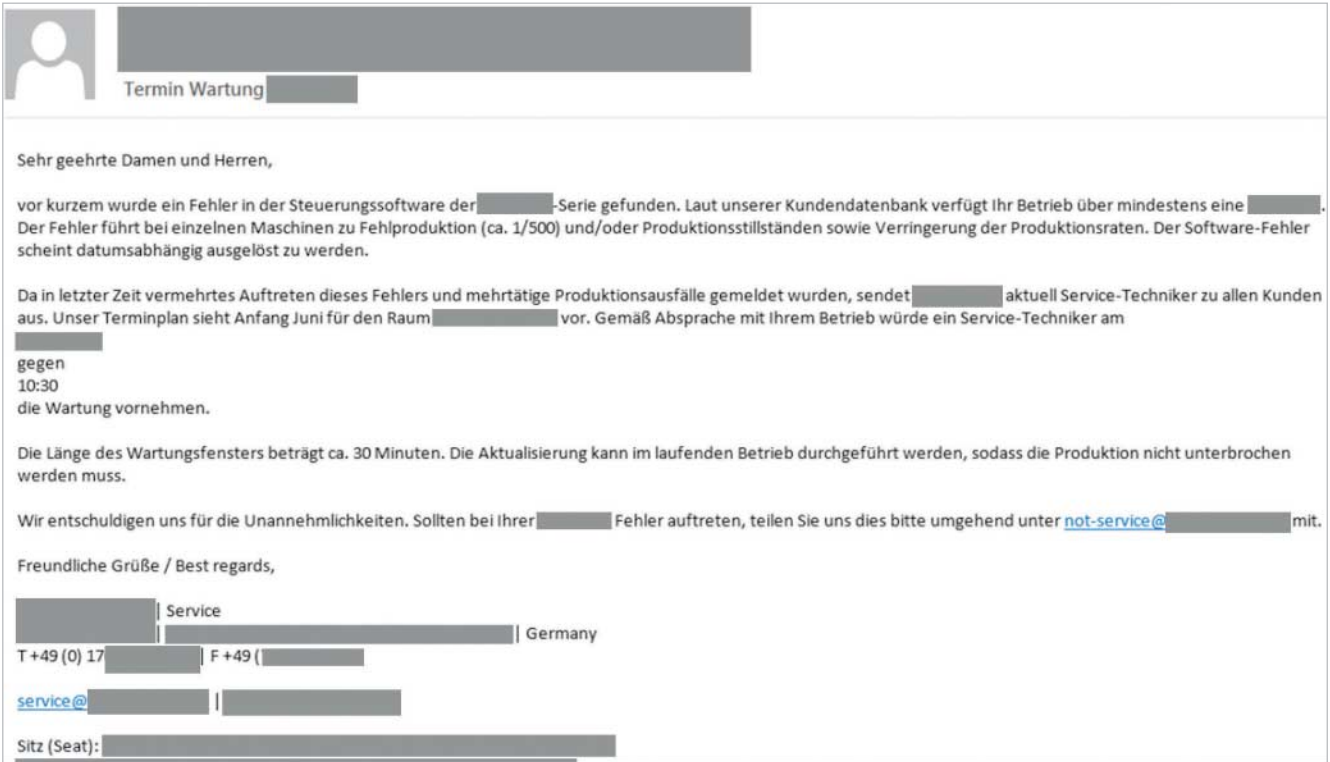 Termin Wartung
Sehr geehrte Damen und Herren,
vor kurzem wurde ein Fehler in der Steuerungssoftware der -Serie gefunden. Laut unserer Kundendatenbank verfügt Ihr Betrieb über mindestens eine .
Der Fehler führt bei einzelnen Maschinen zu Fehlproduktion (ca. 1/500) und/oder Produktionsstillständen sowie Verringerung der Produktionsraten. Der Software-Fehler
scheint datumsabhängig ausgelöst zu werden.
Da in letzter Zeit vermehrtes Auftreten dieses Fehlers und mehrtätige Produktionsausfälle gemeldet wurden, sendet aktuell Service-Techniker zu allen Kunden
aus. Unser Terminplan sieht Anfang Juni für den Raum vor. Gemäß Absprache mit Ihrem Betrieb würde ein Service-Techniker am
gegen
10:30
die Wartung vornehmen.
Die Länge des Wartungsfensters beträgt ca. 30 Minuten. Die Aktualisierung kann im laufenden Betrieb durchgeführt werden, sodass die Produktion nicht unterbrochen
werden muss.
Wir entschuldigen uns für die Unannehmlichkeiten. Sollten bei Ihrer Fehler auftreten, teilen Sie uns dies bitte umgehend unter not-service@ mit.
Freundliche Grüße / Best regards,
| Service
| | Germany
T +49 (0) 17 | F +49 (
service@ |
Sitz (Seat):